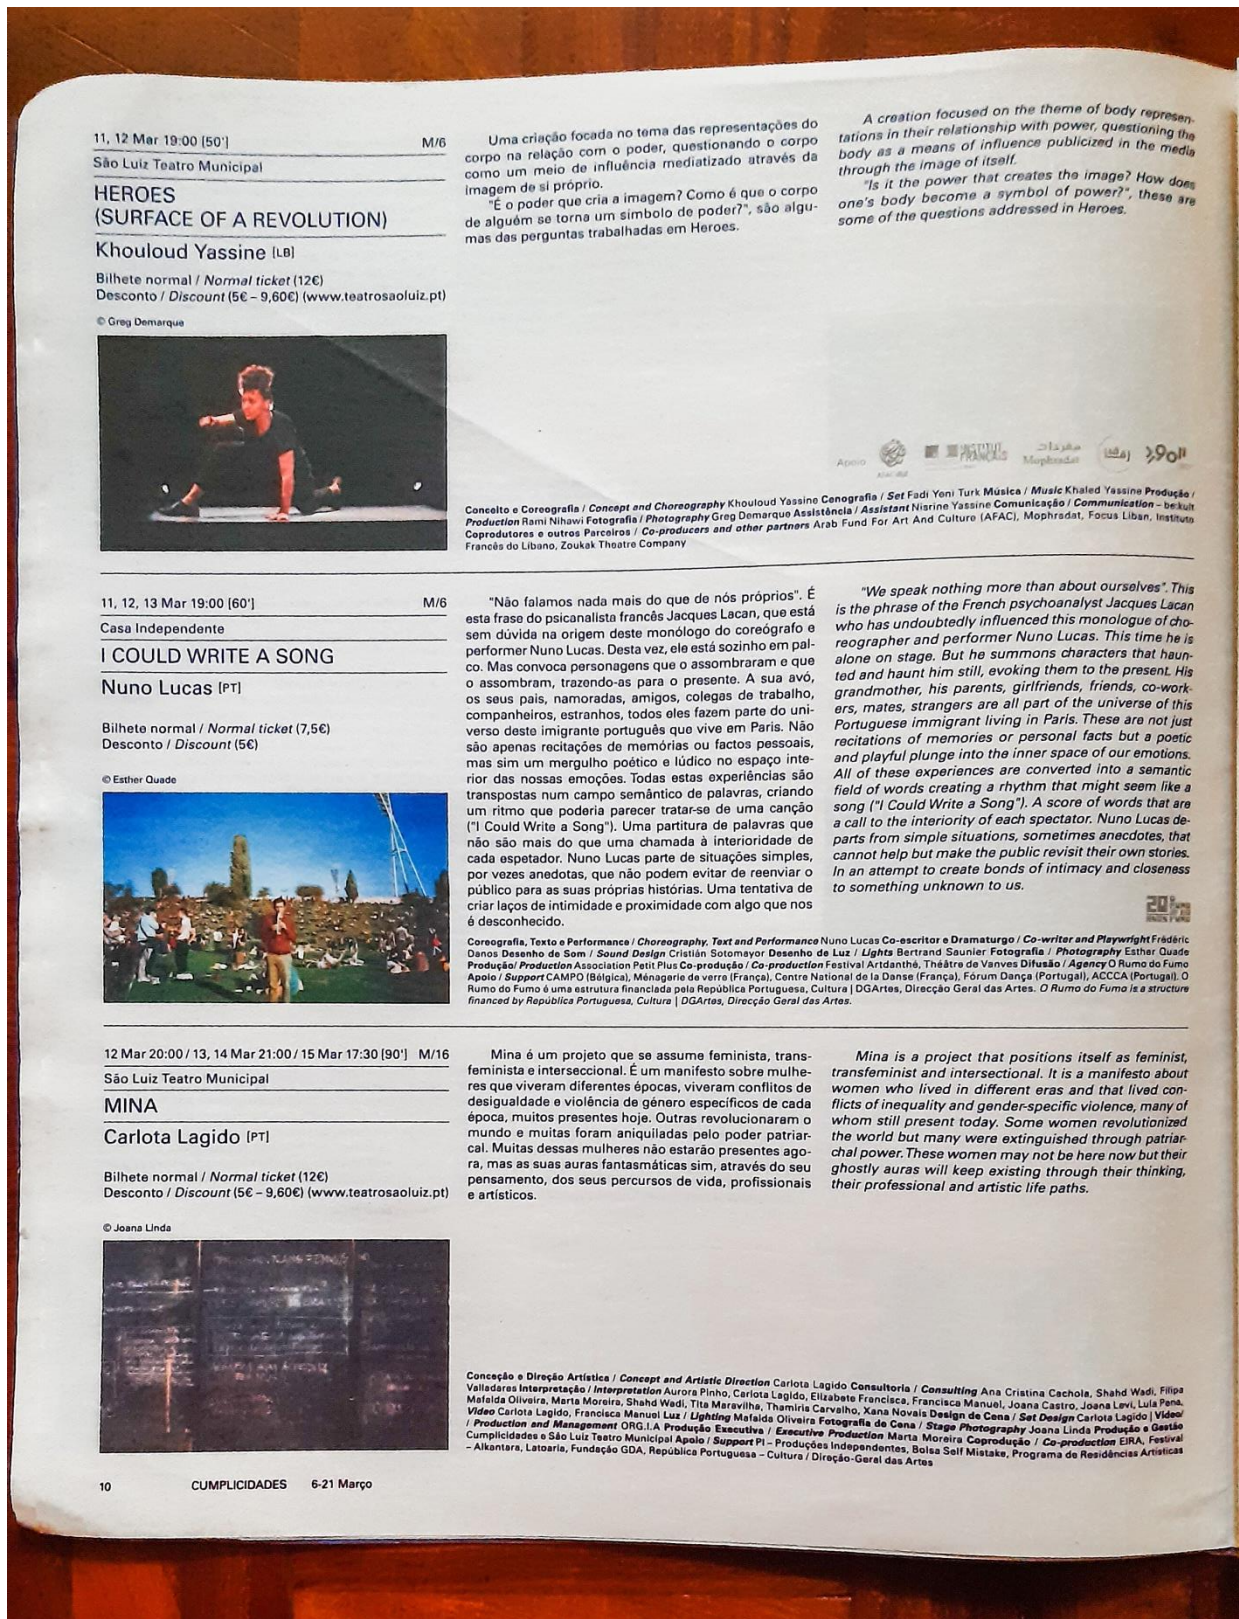 11, 12 Mar 19:00 [50'] M/6
São Luiz Teatro Municipal
HEROES
(SURFACE OF A REVOLUTION)
Khouloud Yassine [LB]
Bilhete normal / Normal ticket (12€)
Desconto / Discount (5€ – 9,60€) (www.teatrosaoluiz.pt)
© Greg Demarque
Uma criação focada no tema das representações do
corpo na relação com o poder, questionando o corpo
como um meio de influência mediatizado através da
imagem de si próprio.
"É o poder que cria a imagem? Como é que o corpo
de alguém se torna um símbolo de poder?", são algu-
mas das perguntas trabalhadas em Heroes.
A creation focused on the theme of body represen-
tations in their relationship with power, questioning the
body as a means of influence publicized in the media
through the image of itself.
"Is it the power that creates the image? How does
one's body become a symbol of power?", these are
some of the questions addressed in Heroes.
Apoio
INSTITUT
FRANÇAIS
مفردات
Mophradat
Conceito e Coreografia / Concept and Choreography Khouloud Yassine Cenografia / Set Fadi Yeni Turk Música / Music Khaled Yassine Produção /
Production Rami Nihawi Fotografia / Photography Greg Demarque Assistência / Assistant Nisrine Yassine Comunicação / Communication – be:kult
Coprodutores e outros Parceiros / Co-producers and other partners Arab Fund For Art And Culture (AFAC), Mophradat, Focus Liban, Instituto
Francês do Líbano, Zoukak Theatre Company
11, 12, 13 Mar 19:00 [60'] M/6
Casa Independente
I COULD WRITE A SONG
Nuno Lucas [PT]
Bilhete normal / Normal ticket (7,5€)
Desconto / Discount (5€)
© Esther Quade
"Não falamos nada mais do que de nós próprios". É
esta frase do psicanalista francês Jacques Lacan, que está
sem dúvida na origem deste monólogo do coreógrafo e
performer Nuno Lucas. Desta vez, ele está sozinho em pal-
co. Mas convoca personagens que o assombraram e que
o assombram, trazendo-as para o presente. A sua avó,
os seus pais, namoradas, amigos, colegas de trabalho,
companheiros, estranhos, todos eles fazem parte do uni-
verso deste imigrante português que vive em Paris. Não
são apenas recitações de memórias ou factos pessoais,
mas sim um mergulho poético e lúdico no espaço inte-
rior das nossas emoções. Todas estas experiências são
transpostas num campo semântico de palavras, criando
um ritmo que poderia parecer tratar-se de uma canção
("I Could Write a Song"). Uma partitura de palavras que
não são mais do que uma chamada à interioridade de
cada espetador. Nuno Lucas parte de situações simples,
por vezes anedotas, que não podem evitar de reenviar o
público para as suas próprias histórias. Uma tentativa de
criar laços de intimidade e proximidade com algo que nos
é desconhecido.
"We speak nothing more than about ourselves". This
is the phrase of the French psychoanalyst Jacques Lacan
who has undoubtedly influenced this monologue of cho-
reographer and performer Nuno Lucas. This time he is
alone on stage. But he summons characters that haun-
ted and haunt him still, evoking them to the present. His
grandmother, his parents, girlfriends, friends, co-work-
ers, mates, strangers are all part of the universe of this
Portuguese immigrant living in Paris. These are not just
recitations of memories or personal facts but a poetic
and playful plunge into the inner space of our emotions.
All of these experiences are converted into a semantic
field of words creating a rhythm that might seem like a
song ("I Could Write a Song"). A score of words that are
a call to the interiority of each spectator. Nuno Lucas de-
parts from simple situations, sometimes anecdotes, that
cannot help but make the public revisit their own stories.
In an attempt to create bonds of intimacy and closeness
to something unknown to us.
20
Coreografia, Texto e Performance / Choreography, Text and Performance Nuno Lucas Co-escritor e Dramaturgo / Co-writer and Playwright Frédéric
Danos Desenho de Som / Sound Design Cristián Sotomayor Desenho de Luz / Lights Bertrand Saunier Fotografia / Photography Esther Quade
Produção/ Production Association Petit Plus Co-produção / Co-production Festival Artdanthé, Théâtre de Vanves Difusão / Agency O Rumo do Fumo
Apoio / Support CAMPO (Bélgica), Ménagerie de verre (França), Centre National de la Danse (França), Fórum Dança (Portugal), ACCCA (Portugal). O
Rumo do Fumo é uma estrutura financiada pela República Portuguesa, Cultura | DGArtes, Direcção Geral das Artes. O Rumo do Fumo is a structure
financed by República Portuguesa, Cultura | DGArtes, Direcção Geral das Artes.
12 Mar 20:00 / 13, 14 Mar 21:00 / 15 Mar 17:30 [90'] M/16
São Luiz Teatro Municipal
MINA
Carlota Lagido [PT]
Bilhete normal / Normal ticket (12€)
Desconto / Discount (5€ – 9,60€) (www.teatrosaoluiz.pt)
© Joana Linda
Mina é um projeto que se assume feminista, trans-
feminista e interseccional. É um manifesto sobre mulhe-
res que viveram diferentes épocas, viveram conflitos de
desigualdade e violência de género específicos de cada
época, muitos presentes hoje. Outras revolucionaram o
mundo e muitas foram aniquiladas pelo poder patriar-
cal. Muitas dessas mulheres não estarão presentes ago-
ra, mas as suas auras fantasmáticas sim, através do seu
pensamento, dos seus percursos de vida, profissionais
e artísticos.
Mina is a project that positions itself as feminist,
transfeminist and intersectional. It is a manifesto about
women who lived in different eras and that lived con-
flicts of inequality and gender-specific violence, many of
whom still present today. Some women revolutionized
the world but many were extinguished through patriar-
chal power. These women may not be here now but their
ghostly auras will keep existing through their thinking,
their professional and artistic life paths.
Conceção e Direção Artística / Concept and Artistic Direction Carlota Lagido Consultoria / Consulting Ana Cristina Cachola, Shahd Wadi, Filipa
Valladares Interpretação / Interpretation Aurora Pinho, Carlota Lagido, Elizabete Francisca, Francisca Manuel, Joana Castro, Joana Levi, Lula Pena,
Mafalda Oliveira, Marta Moreira, Shahd Wadi, Tita Maravilha, Thamiris Carvalho, Xana Novais Design de Cena / Set Design Carlota Lagido | Vídeo/
Video Carlota Lagido, Francisca Manuel Luz / Lighting Mafalda Oliveira Fotografia de Cena / Stage Photography Joana Linda Produção e Gestão
/ Production and Management ORG.I.A Produção Executiva / Executive Production Marta Moreira Coprodução / Co-production EIRA, Festival
Cumplicidades e São Luiz Teatro Municipal Apoio / Support PI – Produções Independentes, Bolsa Self Mistake, Programa de Residências Artísticas
– Alkantara, Latoaria, Fundação GDA, República Portuguesa – Cultura / Direção-Geral das Artes
10 CUMPLICIDADES 6-21 Março